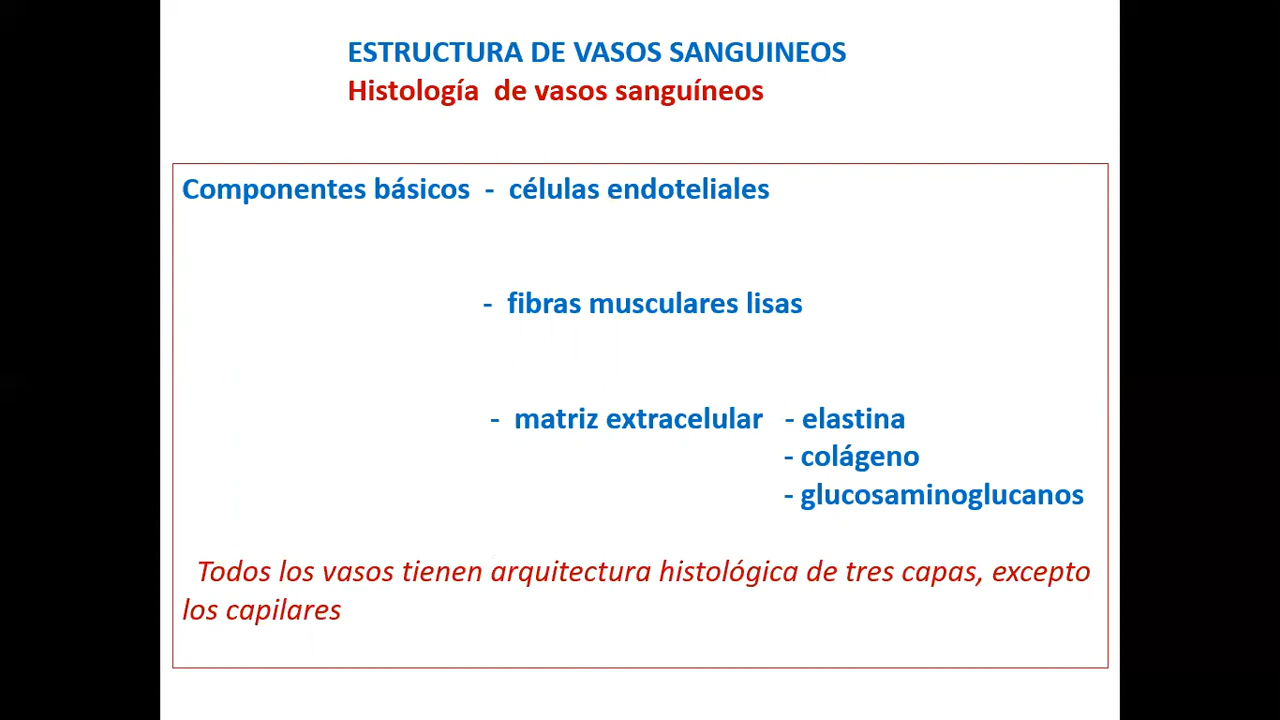 ESTRUCTURA DE VASOS SANGUINEOS
Histología de vasos sanguíneos
Componentes básicos - células endoteliales
- fibras musculares lisas
- matriz extracelular - elastina
- colágeno
- glucosaminoglucanos
Todos los vasos tienen arquitectura histológica de tres capas, excepto
los capilares